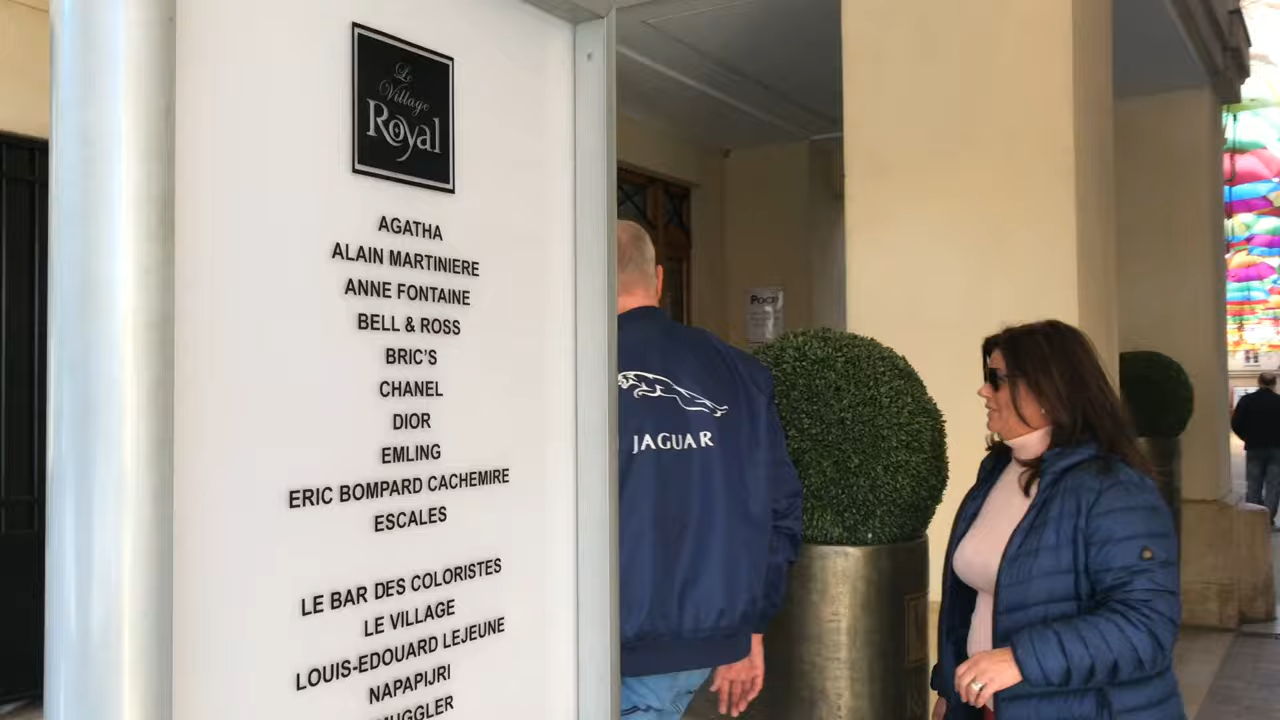 Le
Village
Royal
AGATHA
ALAIN MARTINIERE
ANNE FONTAINE
BELL & ROSS
BRIC'S
CHANEL
DIOR
EMLING
ERIC BOMPARD CACHEMIRE
ESCALES
LE BAR DES COLORISTES
LE VILLAGE
LOUIS-EDOUARD LEJEUNE
NAPAPIJRI
JAGUAR